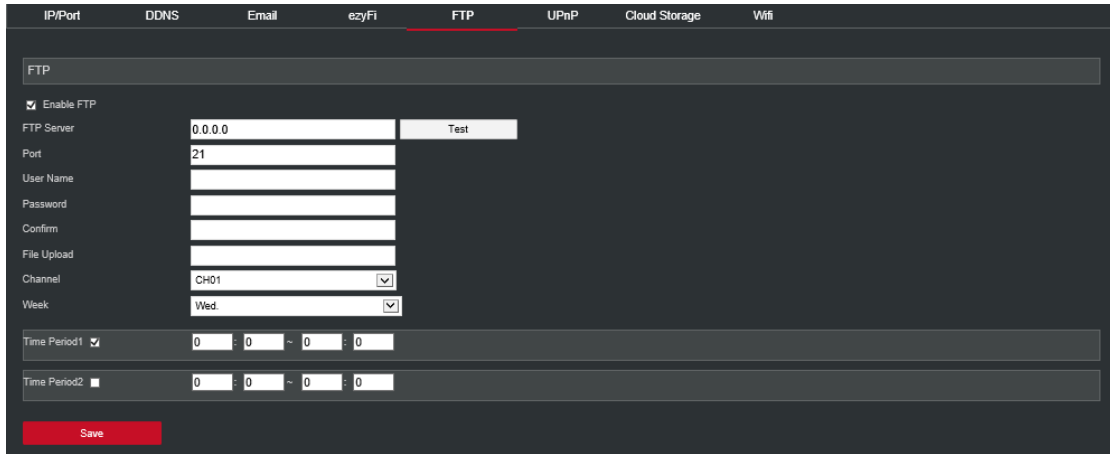 IP/Port DDNS Email ezyFi FTP UPnP Cloud Storage Wifi
FTP
Enable FTP
FTP Server 0.0.0.0 Test
Port 21
User Name
Password
Confirm
File Upload
Channel CH01
Week Wed.
Time Period1 0 : 0 ~ 0 : 0
Time Period2 0 : 0 ~ 0 : 0
Save